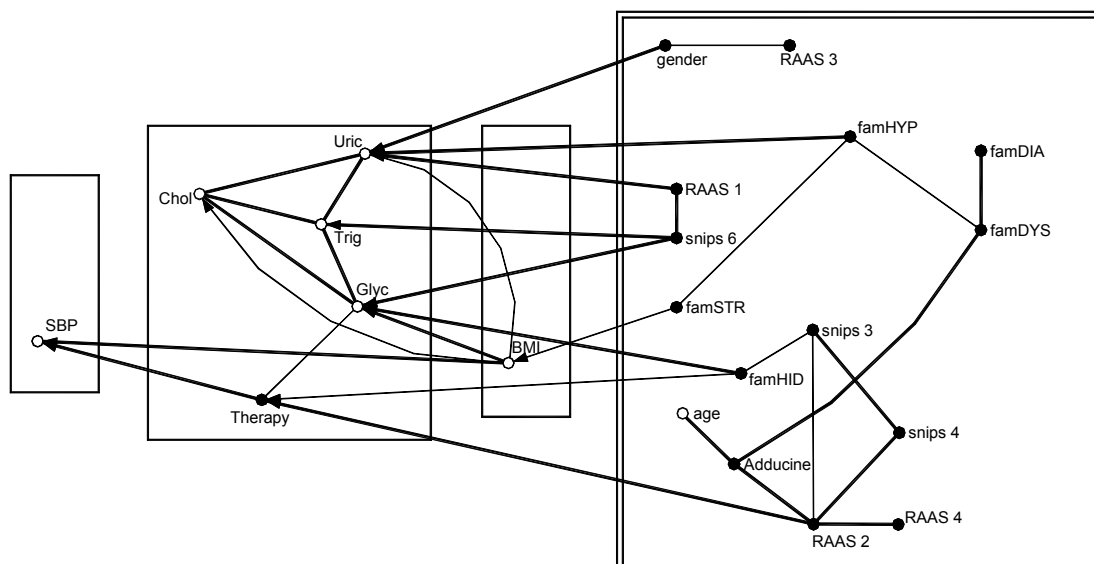 gender
RAAS 3
famHYP
Uric
famDIA
RAAS 1
Chol
famDYS
Trig
snips 6
Glyc
famSTR
SBP
snips 3
BMI
famHID
age
Therapy
snips 4
Adducine
RAAS 4
RAAS 2